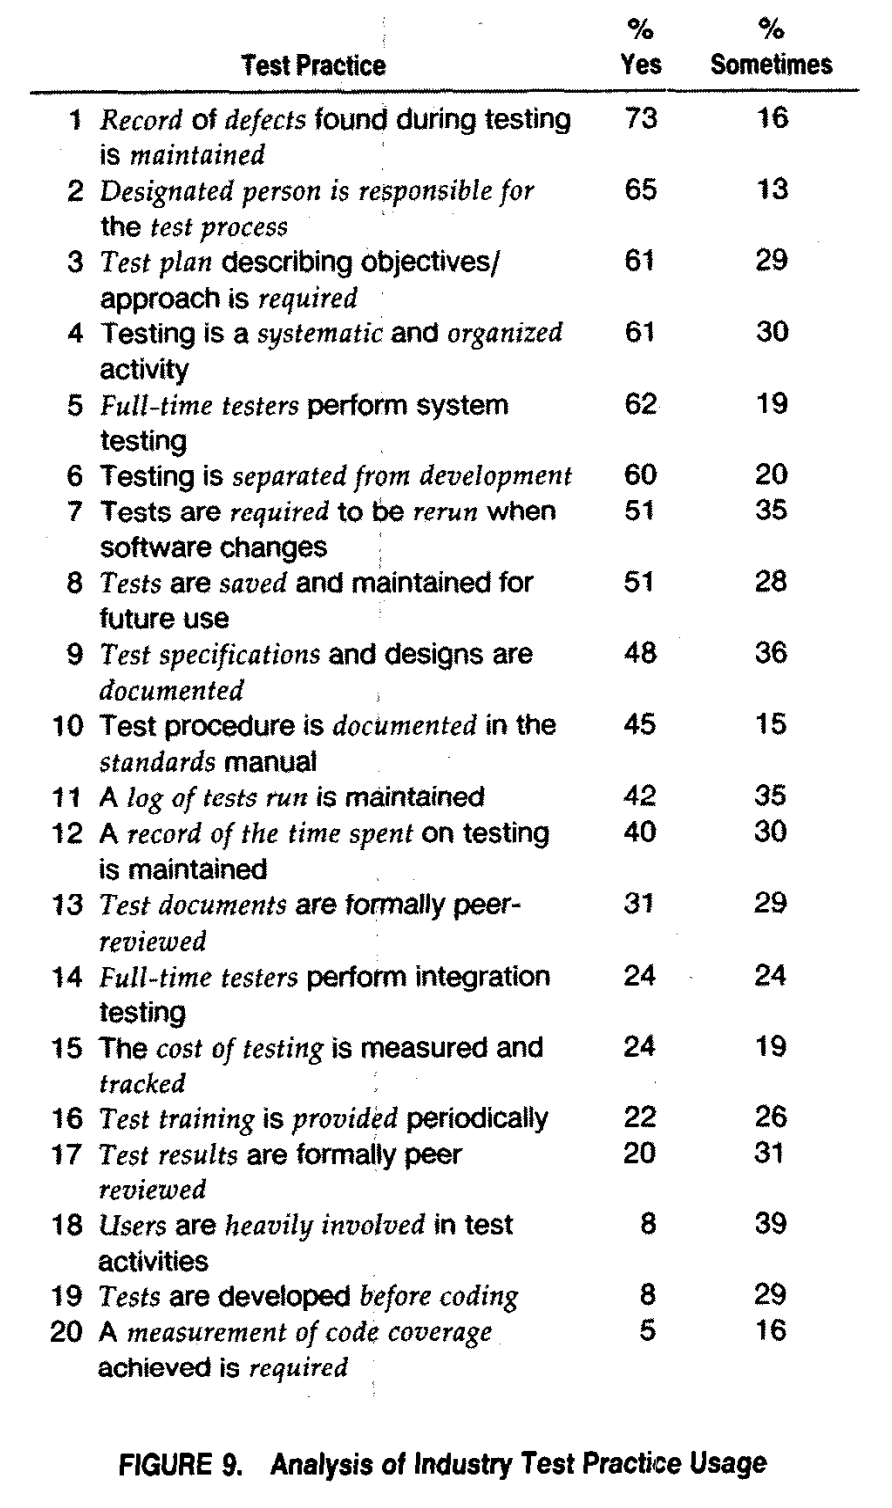 % %
Test Practice Yes Sometimes
1 Record of defects found during testing 73 16
is maintained
2 Designated person is responsible for 65 13
the test process
3 Test plan describing objectives/ 61 29
approach is required
4 Testing is a systematic and organized 61 30
activity
5 Full-time testers perform system 62 19
testing
6 Testing is separated from development 60 20
7 Tests are required to be rerun when 51 35
software changes
8 Tests are saved and maintained for 51 28
future use
9 Test specifications and designs are 48 36
documented
10 Test procedure is documented in the 45 15
standards manual
11 A log of tests run is maintained 42 35
12 A record of the time spent on testing 40 30
is maintained
13 Test documents are formally peer- 31 29
reviewed
14 Full-time testers perform integration 24 24
testing
15 The cost of testing is measured and 24 19
tracked
16 Test training is provided periodically 22 26
17 Test results are formally peer 20 31
reviewed
18 Users are heavily involved in test 8 39
activities
19 Tests are developed before coding 8 29
20 A measurement of code coverage 5 16
achieved is required
FIGURE 9. Analysis of Industry Test Practice Usage